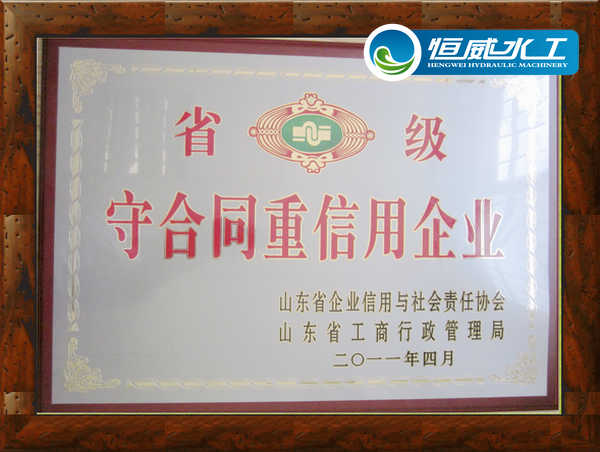 恒威水工
HENGWEI HYDRAULIC MACHINERY
省 级
守合同重信用企业
山东省企业信用与社会责任协会
山东省工商行政管理局
二〇一一年四月